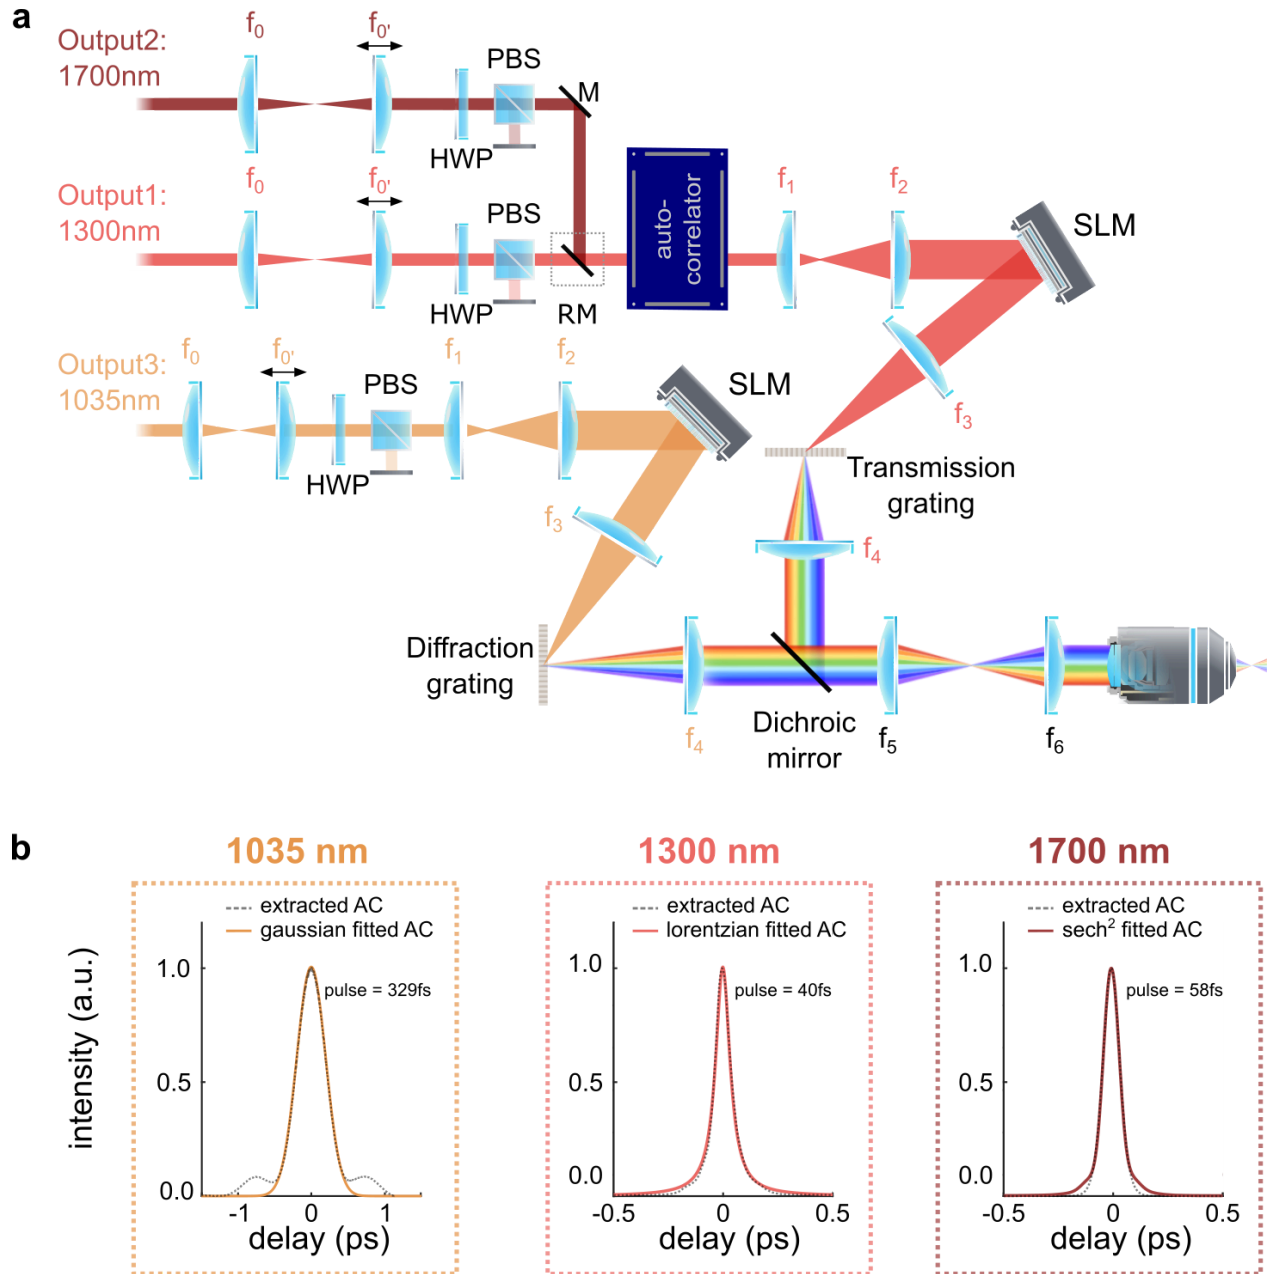 a
Output2:
1700nm
f0
f0'
PBS
M
HWP
Output1:
1300nm
f0
f0'
PBS
HWP
RM
auto-
correlator
f1
f2
SLM
f3
Output3:
1035nm
f0
f0'
PBS
HWP
f1
f2
SLM
f3
Transmission
grating
f4
Diffraction
grating
f4
Dichroic
mirror
f5
f6
b
1035 nm
extracted AC
gaussian fitted AC
pulse = 329fs
intensity (a.u.)
1.0
0.5
0.0
-1
0
1
delay (ps)
1300 nm
extracted AC
lorentzian fitted AC
pulse = 40fs
1.0
0.5
0.0
-0.5
0
0.5
delay (ps)
1700 nm
extracted AC
sech² fitted AC
pulse = 58fs
1.0
0.5
0.0
-0.5
0
0.5
delay (ps)